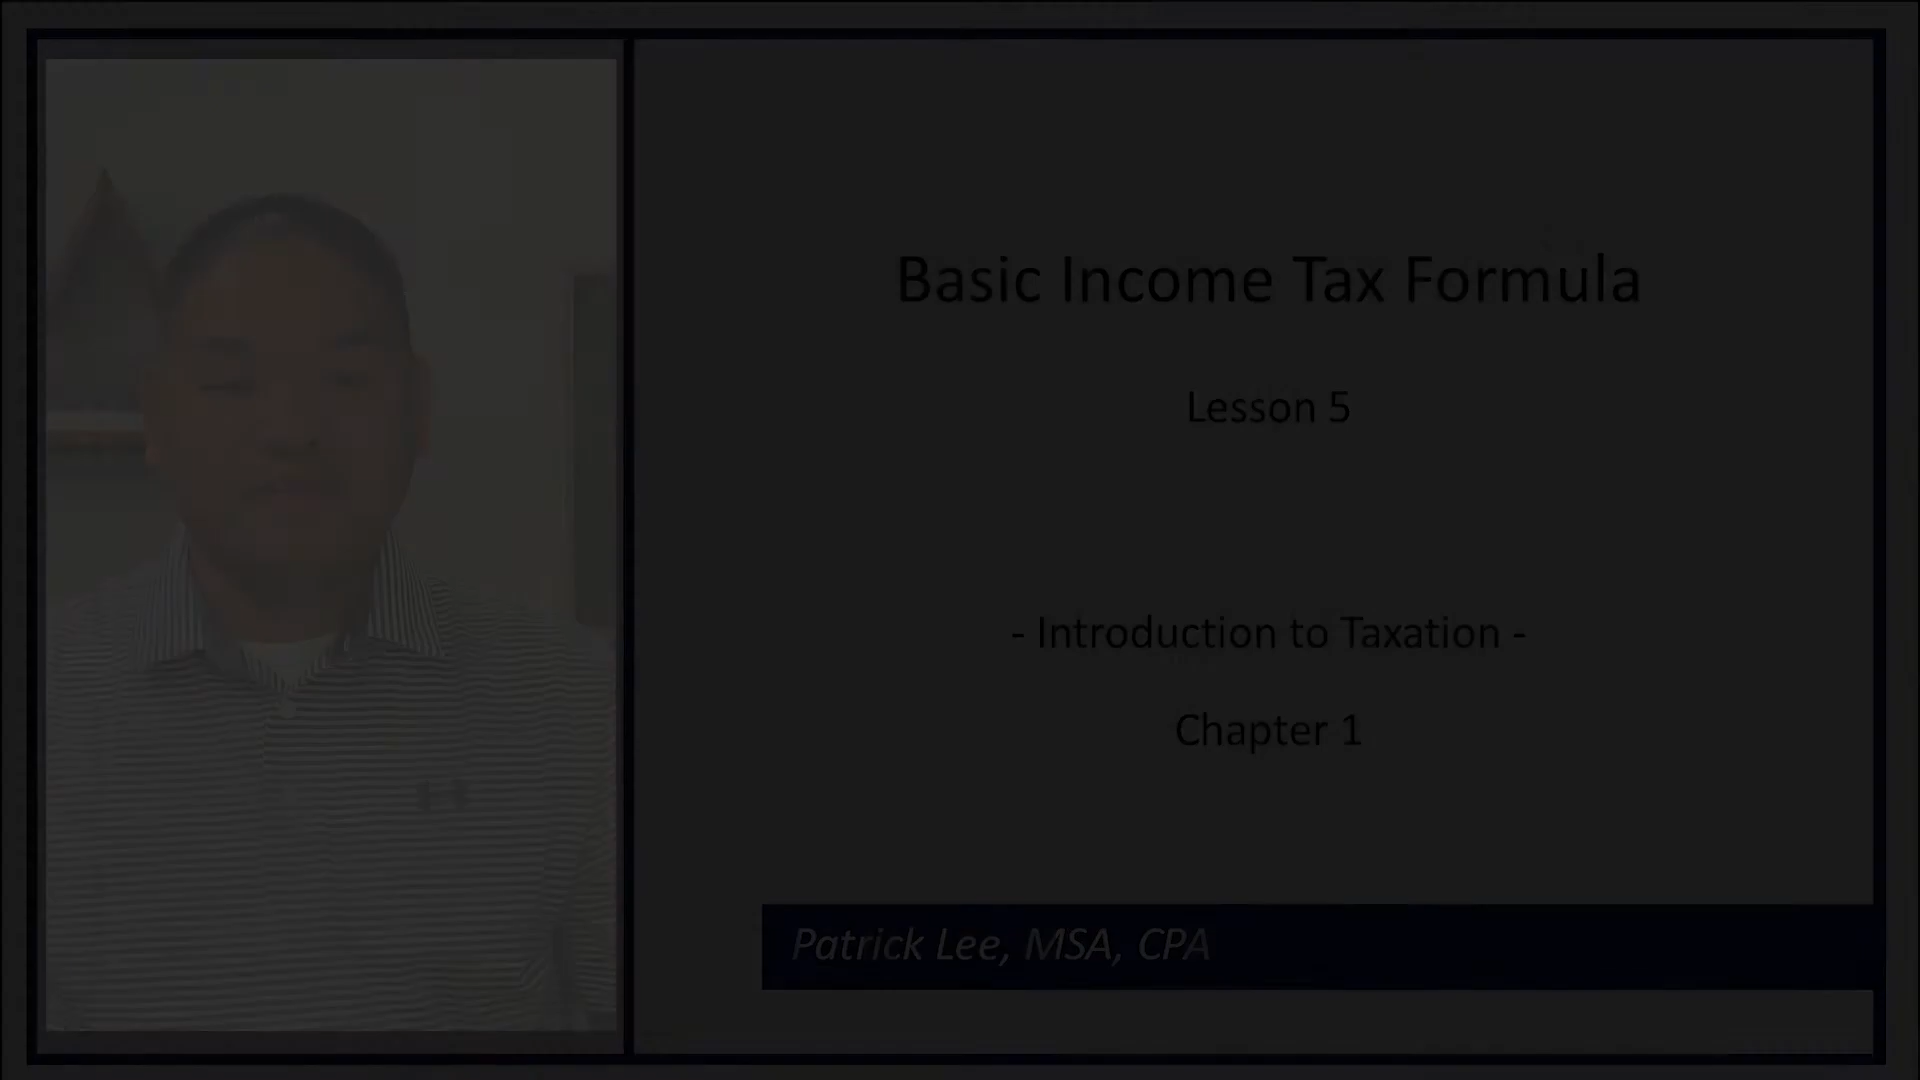 Basic Income Tax Formula
Lesson 5
- Introduction to Taxation -
Chapter 1
Patrick Lee, MSA, CPA